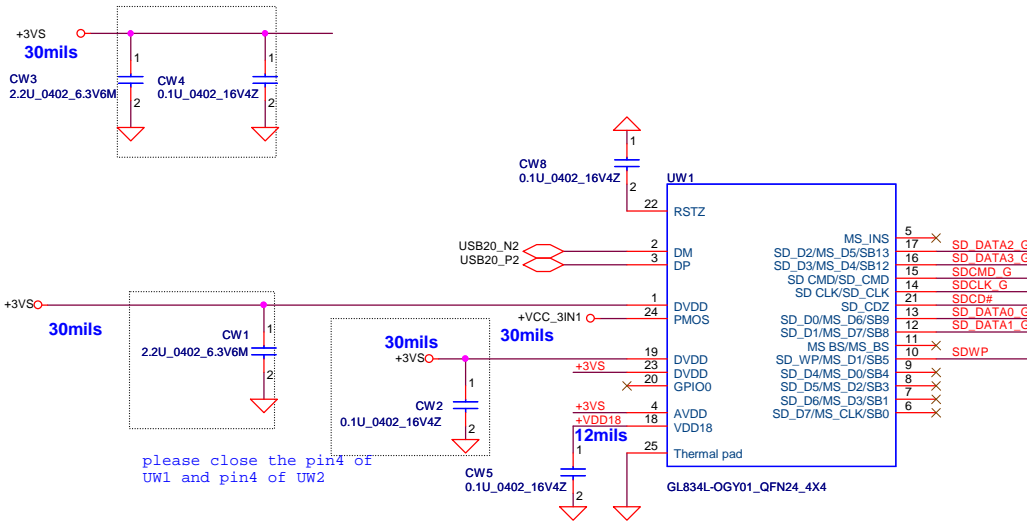 +3VS
30mils
1
1
CW3
2.2U_0402_6.3V6M
CW4
0.1U_0402_16V4Z
2
2
1
CW8
0.1U_0402_16V4Z
2
UW1
22 RSTZ
MS_INS 5
USB20_N2 2 DM
SD_D2/MS_D5/SB13 17 SD_DATA2_G
USB20_P2 3 DP
SD_D3/MS_D4/SB12 16 SD_DATA3_G
SD CMD/SD_CMD 15 SDCMD_G
SD CLK/SD_CLK 14 SDCLK_G
+3VS 1 DVDD
SD_CDZ 21 SDCD#
30mils
+VCC_3IN1 24 PMOS
SD_D0/MS_D6/SB9 13 SD_DATA0_G
30mils
SD_D1/MS_D7/SB8 12 SD_DATA1_G
CW1
2.2U_0402_6.3V6M
1
2
MS BS/MS_BS 11
30mils
+3VS 19 DVDD
SD_WP/MS_D1/SB5 10 SDWP
+3VS 23 DVDD
SD_D4/MS_D0/SB4 9
20 GPIO0
SD_D5/MS_D2/SB3 8
SD_D6/MS_D3/SB1 7
1
CW2
0.1U_0402_16V4Z
2
+3VS 4 AVDD
SD_D7/MS_CLK/SB0 6
+VDD18 18 VDD18
12mils
1
25 Thermal pad
please close the pin4 of
UW1 and pin4 of UW2
CW5
0.1U_0402_16V4Z
2
GL834L-OGY01_QFN24_4X4